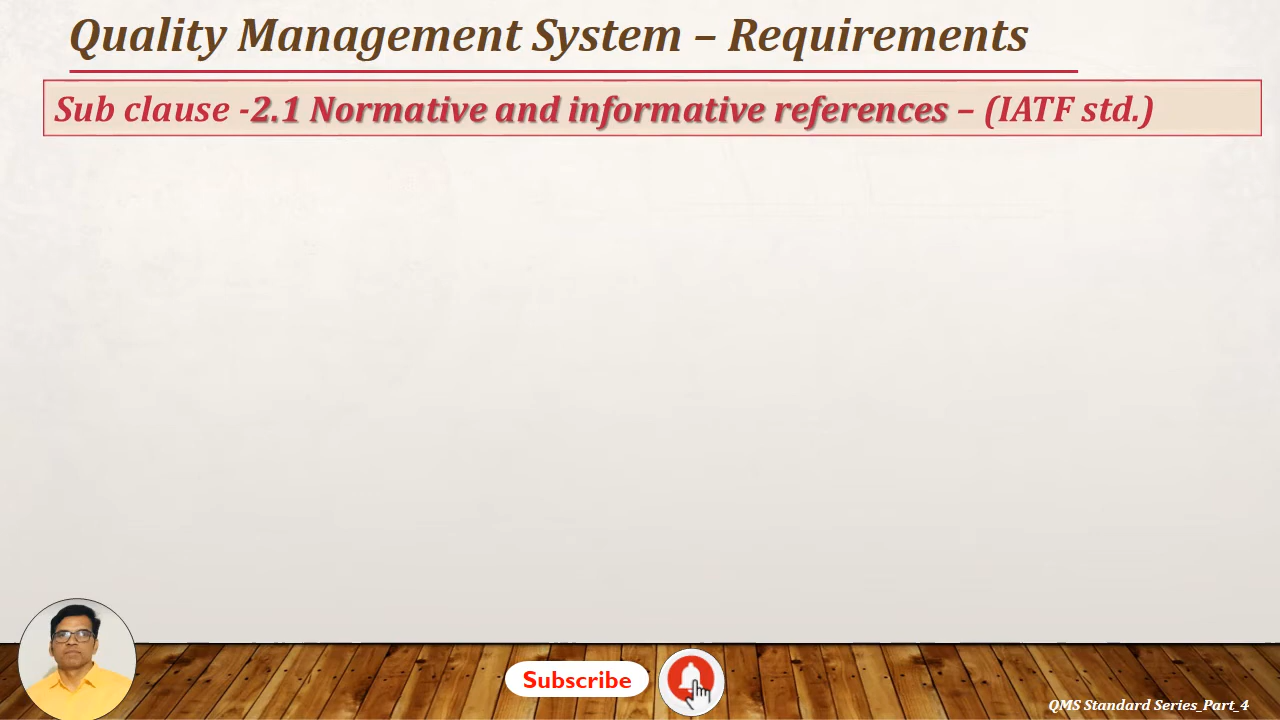 Quality Management System – Requirements
Sub clause -2.1 Normative and informative references – (IATF std.)
Subscribe
QMS Standard Series_Part_4